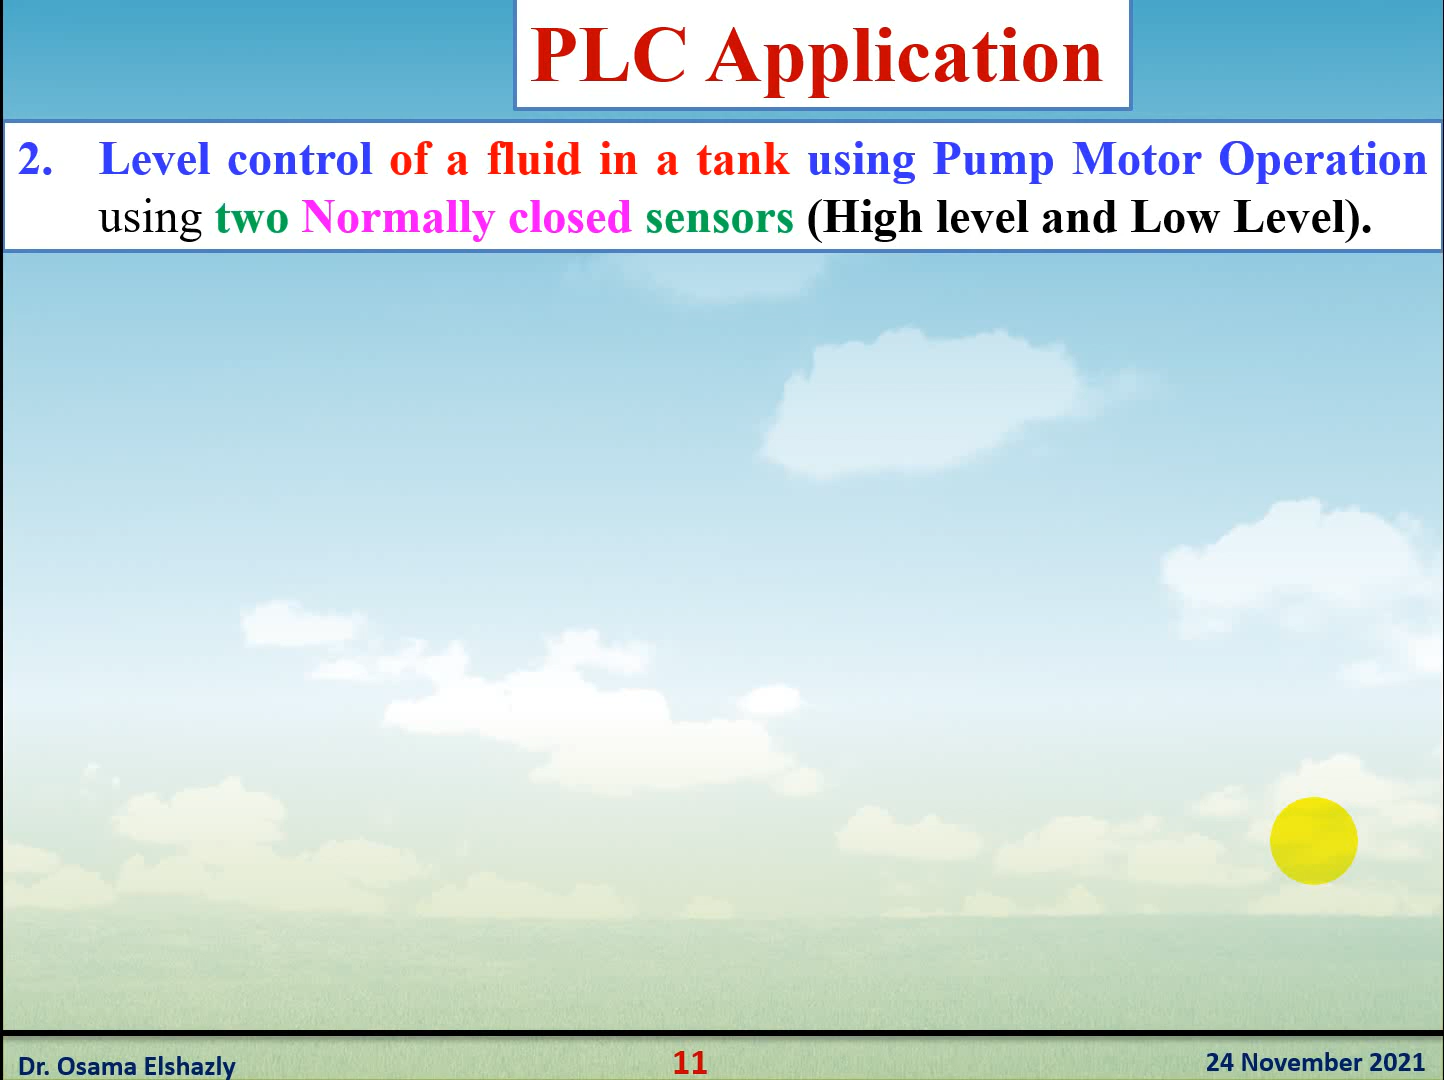 PLC Application
2. Level control of a fluid in a tank using Pump Motor Operation
using two Normally closed sensors (High level and Low Level).
Dr. Osama Elshazly
11
24 November 2021